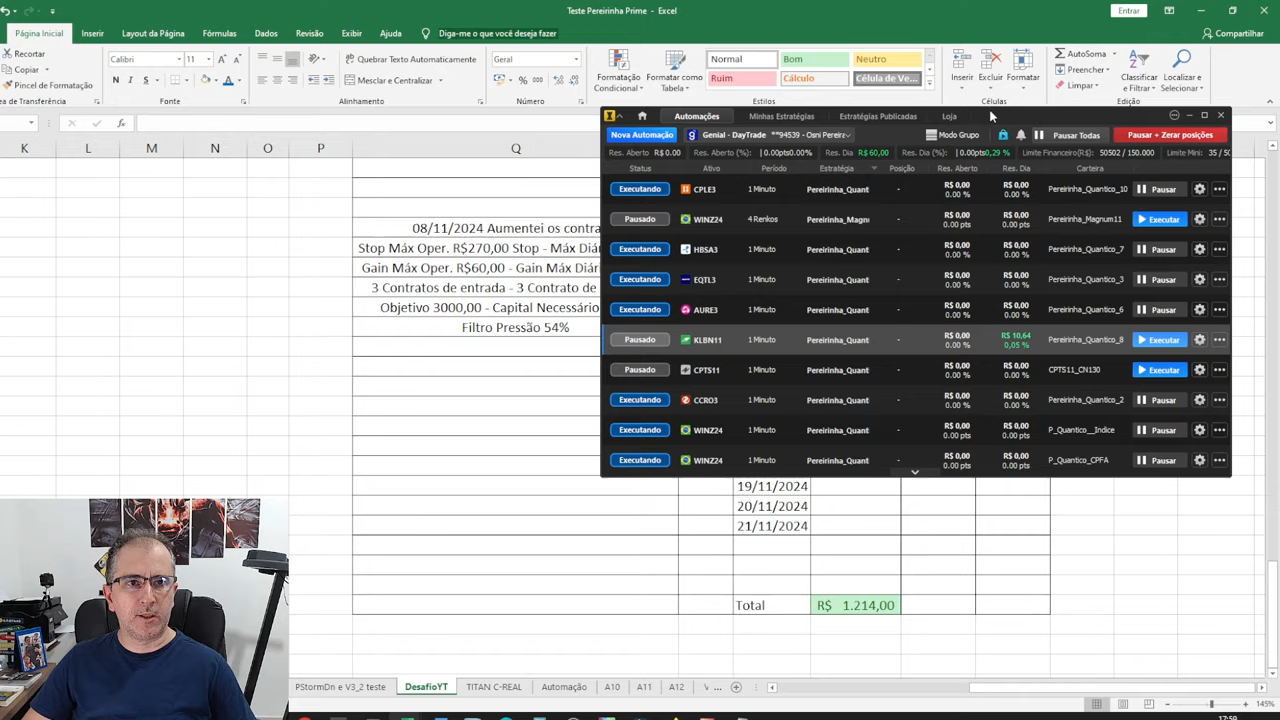 Teste Pereirinha Prime - Excel
Entrar
Página Inicial Inserir Layout da Página Fórmulas Dados Revisão Exibir Ajuda Diga-me o que você deseja fazer Compartilhar
Recortar
Copiar
Pincel de Formatação
a de Transferência
Calibri 11
N I S
Fonte
Quebrar Texto Automaticamente
Mesclar e Centralizar
Alinhamento
Geral
% 000
Número
Formatação Condicional
Formatar como Tabela
Normal Bom Neutro
Ruim Cálculo Célula de Ve...
Estilos
Inserir Excluir Formatar
Células
AutoSoma
Preencher
Limpar
Classificar e Filtrar
Localizar e Selecionar
Edição
fx
K L M N O P Q
08/11/2024 Aumentei os contra
Stop Máx Oper. R$270,00 Stop - Máx Diár
Gain Máx Oper. R$60,00 - Gain Máx Diári
3 Contratos de entrada - 3 Contrato de
Objetivo 3000,00 - Capital Necessário
Filtro Pressão 54%
Automações Minhas Estratégias Estratégias Publicadas Loja
Nova Automação Genial - DayTrade **94539 - Osni Pereira Modo Grupo Pausar Todas Pausar + Zerar posições
Res. Aberto R$ 0.00 Res. Aberto (%): | 0.00pts0.00% Res. Dia R$ 60,00 Res. Dia (%): | 0.00pts0,29 % Limite Financeiro(R$): 50502 / 150.000 Limite Mini: 35 / 50
Status Ativo Período Estratégia Posição Res. Aberto Res. Dia Carteira
Executando CPLE3 1 Minuto Pereirinha_Quant - R$ 0,00 0.00 % R$ 0,00 0.00 % Pereirinha_Quantico_10 Pausar
Pausado WINZ24 4 Renkos Pereirinha_Magnu - R$ 0,00 0.00 pts R$ 0,00 0.00 pts Pereirinha_Magnum11 Executar
Executando HBSA3 1 Minuto Pereirinha_Quant - R$ 0,00 0.00 % R$ 0,00 0.00 % Pereirinha_Quantico_7 Pausar
Executando EQTL3 1 Minuto Pereirinha_Quant - R$ 0,00 0.00 % R$ 0,00 0.00 % Pereirinha_Quantico_3 Pausar
Executando AURE3 1 Minuto Pereirinha_Quant - R$ 0,00 0.00 % R$ 0,00 0.00 % Pereirinha_Quantico_6 Pausar
Pausado KLBN11 1 Minuto Pereirinha_Quant - R$ 0,00 0.00 % R$ 10,64 0,05 % Pereirinha_Quantico_8 Executar
Pausado CPTS11 1 Minuto Pereirinha_Quant - R$ 0,00 0.00 % R$ 0,00 0.00 % CPTS11_CN130 Executar
Executando CCRO3 1 Minuto Pereirinha_Quant - R$ 0,00 0.00 % R$ 0,00 0.00 % Pereirinha_Quantico_2 Pausar
Executando WINZ24 1 Minuto Pereirinha_Quant - R$ 0,00 0.00 pts R$ 0,00 0.00 pts P_Quantico__Indice Pausar
Executando WINZ24 1 Minuto Pereirinha_Quant - R$ 0,00 0.00 pts R$ 0,00 0.00 pts P_Quantico_CPFA Pausar
19/11/2024
20/11/2024
21/11/2024
Total R$ 1.214,00
PStormDn e V3_2 teste DesafioYT TITAN C-REAL Automação A10 A11 A12 ...
145%